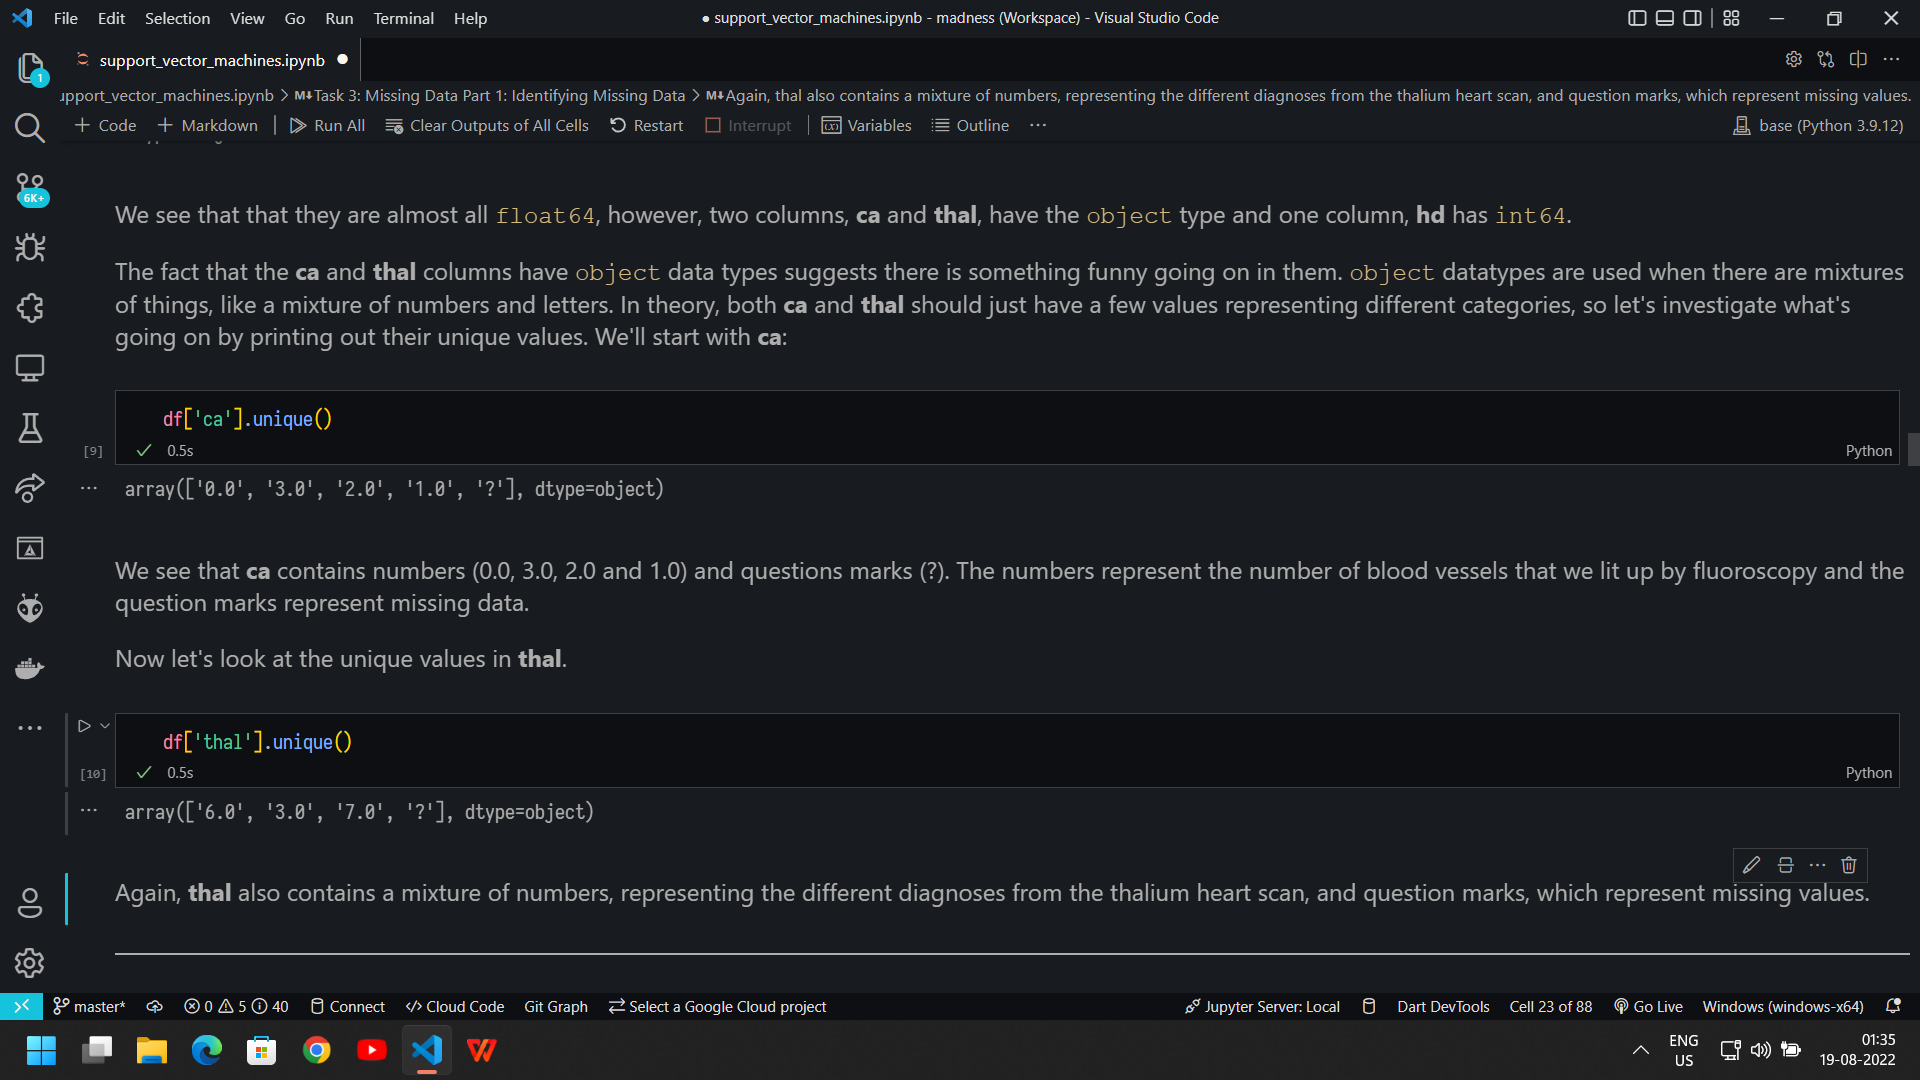 File Edit Selection View Go Run Terminal Help
● support_vector_machines.ipynb - madness (Workspace) - Visual Studio Code
support_vector_machines.ipynb ●
upport_vector_machines.ipynb > M↓Task 3: Missing Data Part 1: Identifying Missing Data > M↓Again, thal also contains a mixture of numbers, representing the different diagnoses from the thalium heart scan, and question marks, which represent missing values.
+ Code + Markdown | Run All Clear Outputs of All Cells Restart Interrupt | Variables Outline ... base (Python 3.9.12)
1
6K+
We see that that they are almost all float64, however, two columns, ca and thal, have the object type and one column, hd has int64.
The fact that the ca and thal columns have object data types suggests there is something funny going on in them. object datatypes are used when there are mixtures
of things, like a mixture of numbers and letters. In theory, both ca and thal should just have a few values representing different categories, so let's investigate what's
going on by printing out their unique values. We'll start with ca:
df['ca'].unique()
[9] ✓ 0.5s Python
... array(['0.0', '3.0', '2.0', '1.0', '?'], dtype=object)
We see that ca contains numbers (0.0, 3.0, 2.0 and 1.0) and questions marks (?). The numbers represent the number of blood vessels that we lit up by fluoroscopy and the
question marks represent missing data.
Now let's look at the unique values in thal.
df['thal'].unique()
[10] ✓ 0.5s Python
... array(['6.0', '3.0', '7.0', '?'], dtype=object)
Again, thal also contains a mixture of numbers, representing the different diagnoses from the thalium heart scan, and question marks, which represent missing values.
master* 0 5 40 Connect </> Cloud Code Git Graph Select a Google Cloud project Jupyter Server: Local Dart DevTools Cell 23 of 88 Go Live Windows (windows-x64)
ENG
US
01:35
19-08-2022